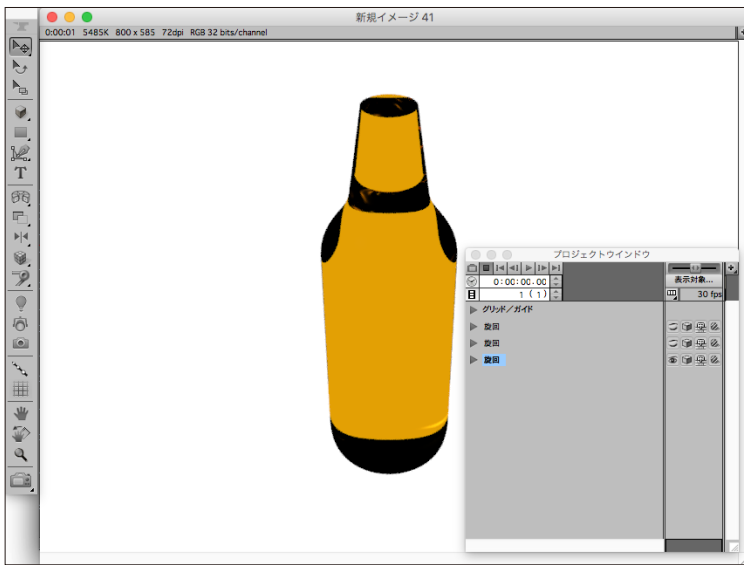 新規イメージ 41
0:00:01 5485K 800 x 585 72dpi RGB 32 bits/channel
T
プロジェクトウインドウ
0:00:00.00
表示対象...
1 ( 1 )
30 fps
グリッド／ガイド
旋回
旋回
旋回